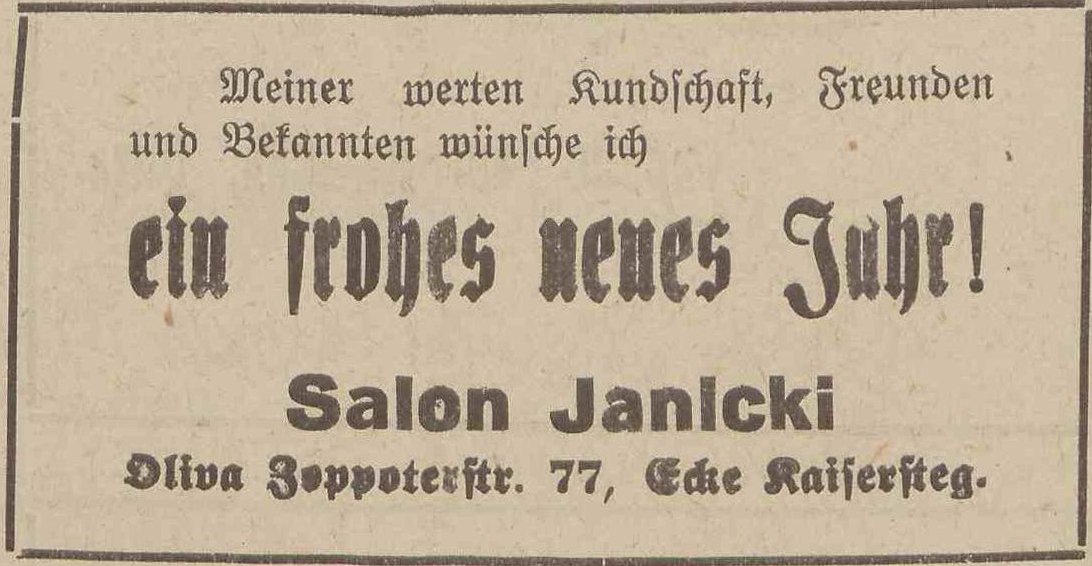 Meiner werten Kundschaft, Freunden
und Bekannten wünsche ich
ein frohes neues Jahr!
Salon Janicki
Oliva Zoppoterstr. 77, Ecke Kaisersteg.